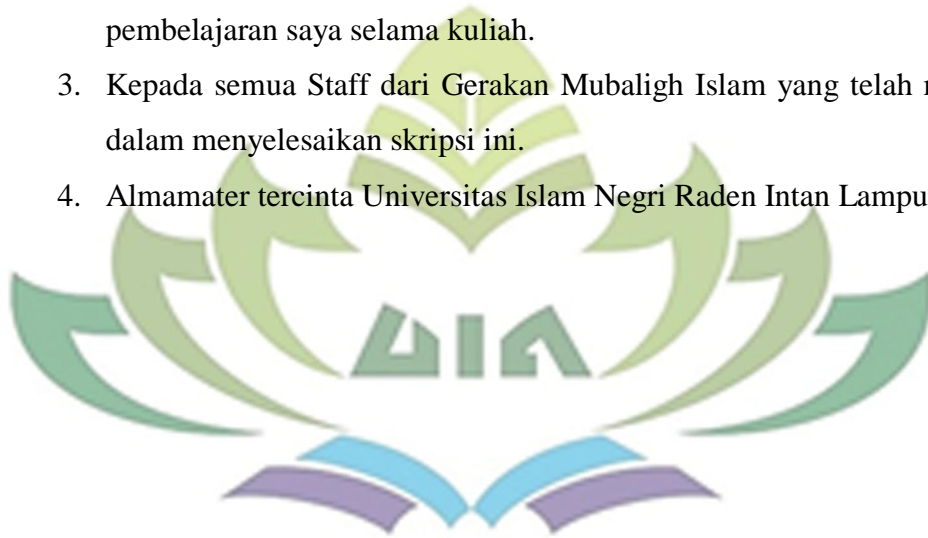 pembelajaran saya selama kuliah.
3. Kepada semua Staff dari Gerakan Mubaligh Islam yang telah
dalam menyelesaikan skripsi ini.
4. Almamater tercinta Universitas Islam Negri Raden Intan
UIN